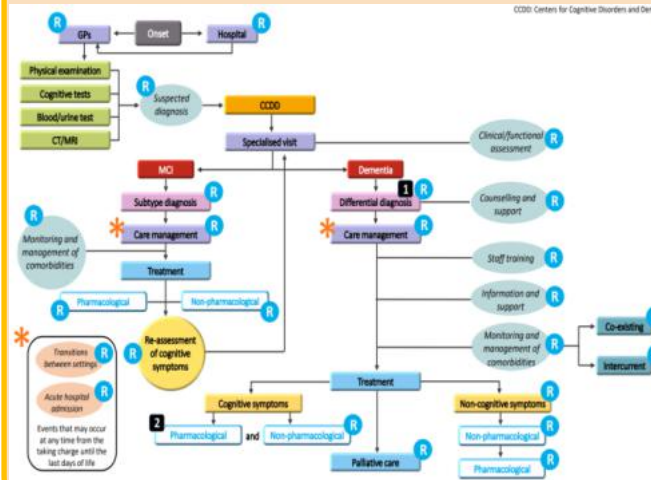 CCDD: Centers for Cognitive Disorders and De
R
R
GPs
Onset
Hospital
Physical examination
Cognitive tests
Blood/urine test
CT/MRI
R
Suspected
diagnosis
CCDD
Specialised visit
R
Clinical/functional
assessment
MCI
Dementia
R
Subtype diagnosis
1
R
Differential diagnosis
R
Counselling and
support
R
Monitoring and
management of
comorbidities
*
Care management
R
*
Care management
R
Staff training
R
Treatment
Information and
support
R
Pharmacological
R
Non-pharmacological
R
Re-assessment
of cognitive
symptoms
R
Monitoring and
management of
comorbidities
R
Co-existing
Intercurrent
*
Transitions
between settings
R
Acute hospital
admission
R
Events that may occur
at any time from the
taking charge until the
last days of life
Treatment
Cognitive symptoms
Non-cognitive symptoms
R
2
Pharmacological
and
Non-pharmacological
R
Non-pharmacological
R
Palliative care
R
Pharmacological
R